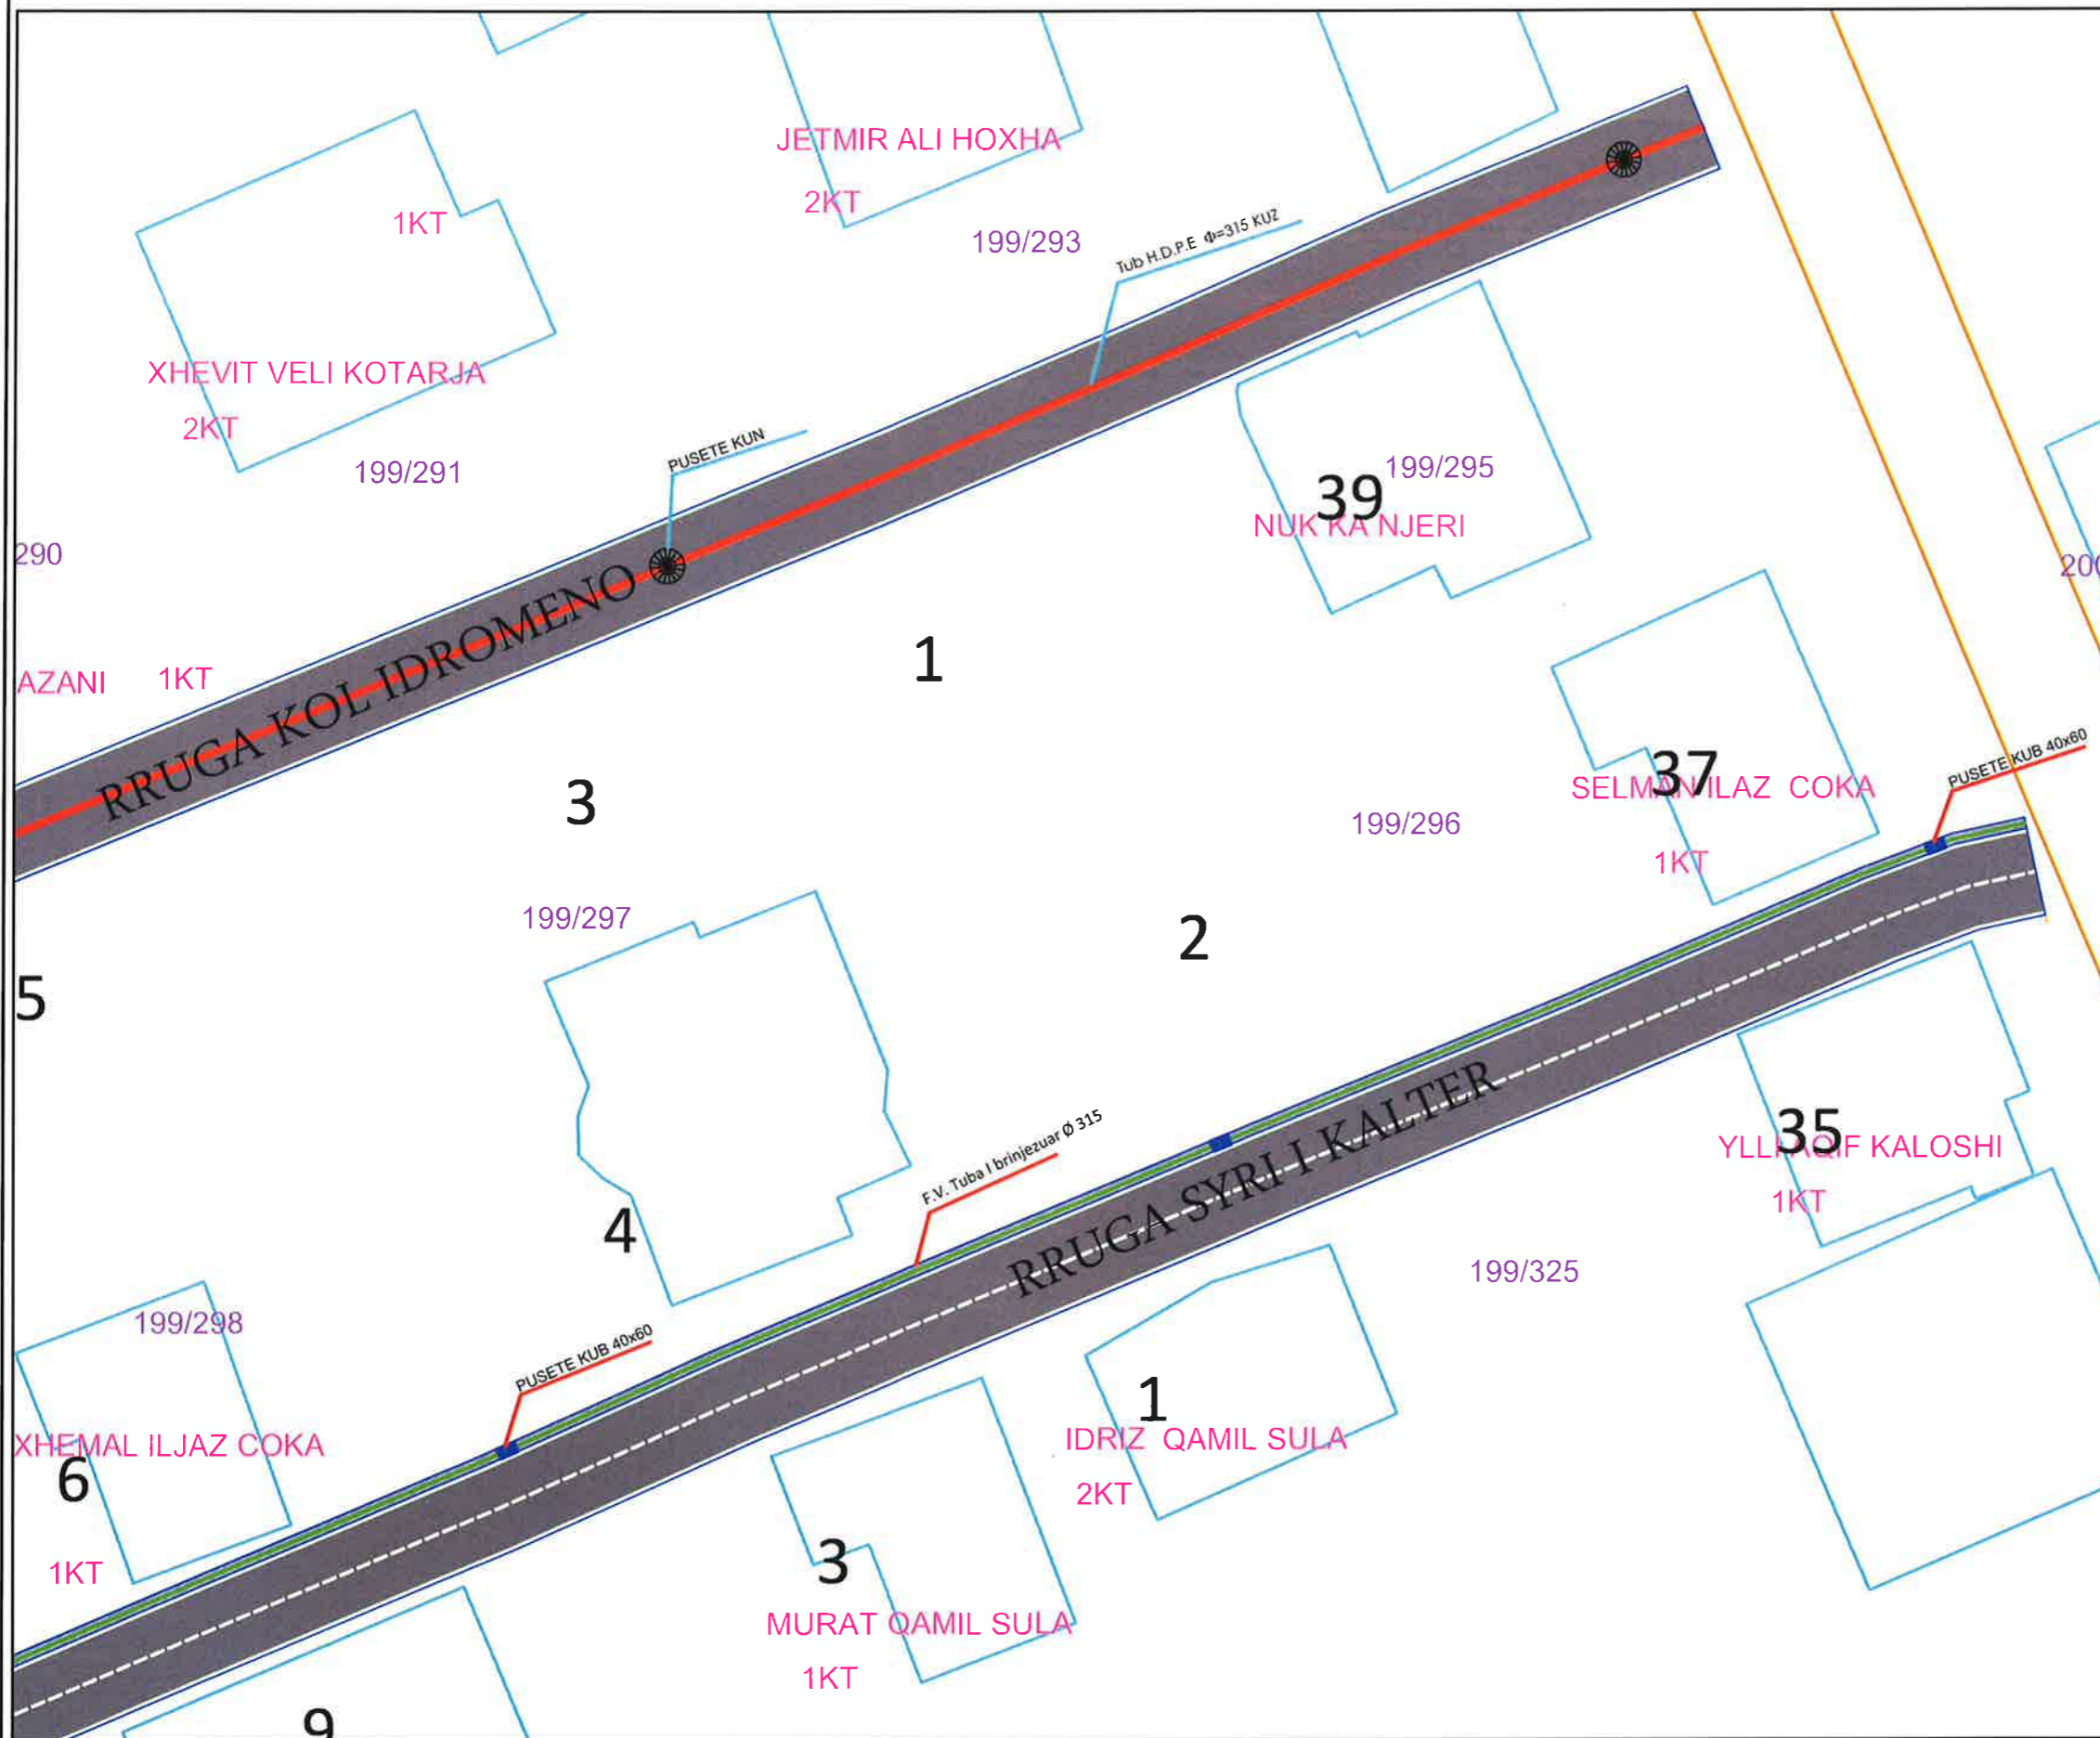 JETMIR ALI HOXHA
2KT
1KT
199/293
Tub H.D.P.E Φ=315 KUZ
XHEVIT VELI KOTARJA
2KT
199/291
PUSETE KUN
199/295
39
NUK KA NJERI
290
RRUGA KOL IDROMENO
AZANI 1KT
1
200
PUSETE KUB 40x60
37
SELMAN ILAZ COKA
3
199/296
1KT
199/297
2
5
RRUGA SYRI I KALTER
F.V. Tuba I brinjezuar Ø 315
35
YLLI AQIF KALOSHI
1KT
4
199/325
199/298
PUSETE KUB 40x60
1
IDRIZ QAMIL SULA
2KT
XHEMAL ILJAZ COKA
6
1KT
3
MURAT QAMIL SULA
1KT
9